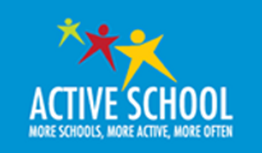 ACTIVE SCHOOL
MORE SCHOOLS, MORE ACTIVE, MORE OFTEN